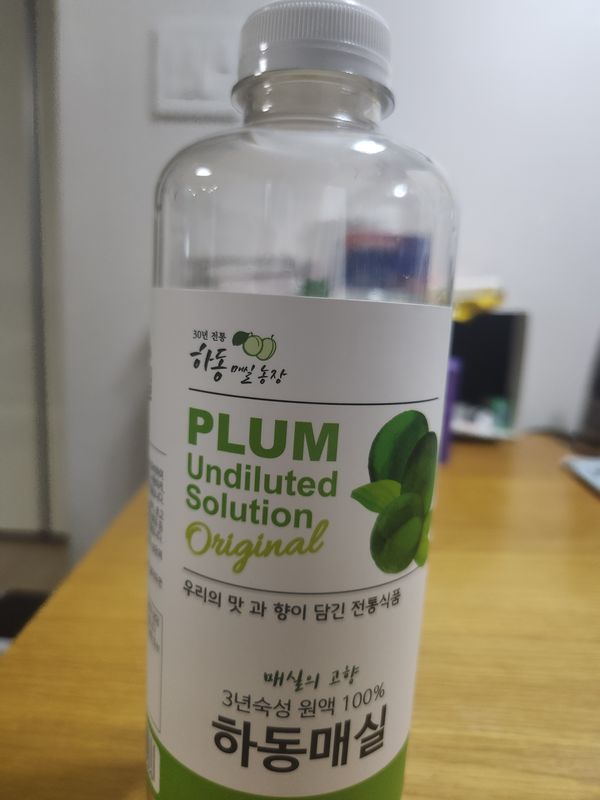 30년 전통
하동 매실 농장
PLUM
Undiluted
Solution
Original
우리의 맛 과 향이 담긴 전통식품
매실의 고향
3년숙성 원액 100%
하동매실